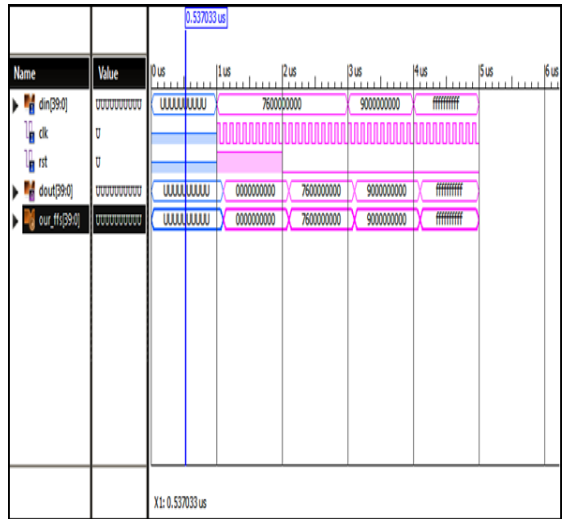 0.537033 us
Name Value 0 us 1 us 2 us 3 us 4 us 5 us 6 us
din[39:0] UUUUUUUUUU UUUUUUUUUU 7600000000 9000000000 ffffffffff
clk U
rst U
dout[39:0] UUUUUUUUUU UUUUUUUUUU 0000000000 7600000000 9000000000 ffffffffff
our_ffs[39:0] UUUUUUUUUU UUUUUUUUUU 0000000000 7600000000 9000000000 ffffffffff
X1: 0.537033 us